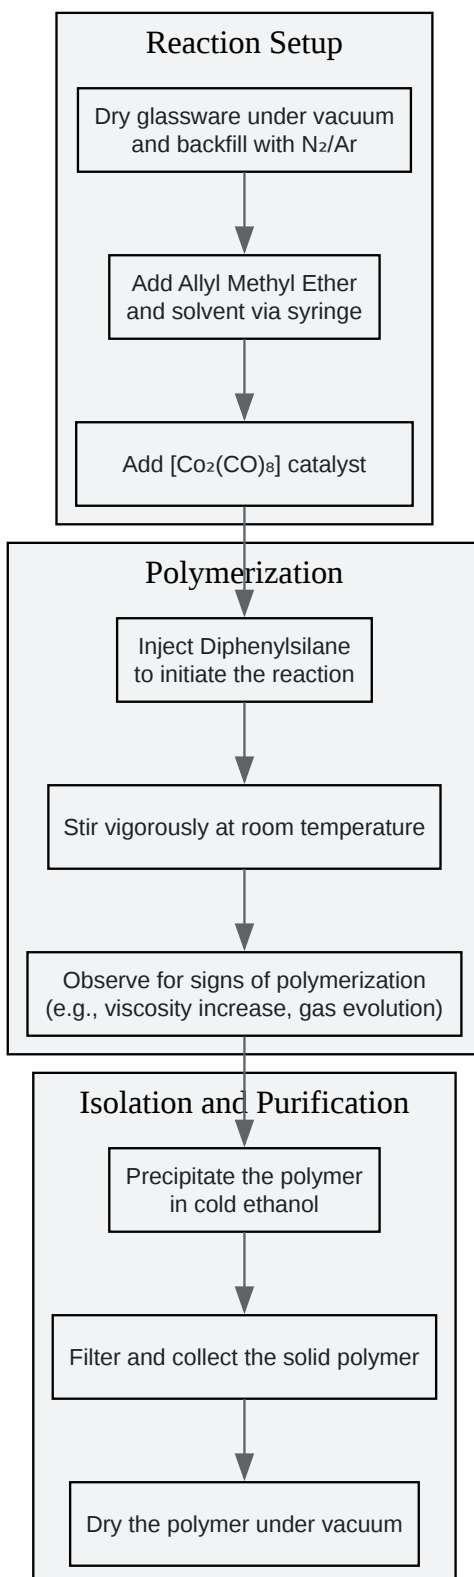 Reaction Setup
Dry glassware under vacuum
and backfill with N₂/Ar
Add Allyl Methyl Ether
and solvent via syringe
Add [Co₂(CO)₈] catalyst
Polymerization
Inject Diphenylsilane
to initiate the reaction
Stir vigorously at room temperature
Observe for signs of polymerization
(e.g., viscosity increase, gas evolution)
Isolation and Purification
Precipitate the polymer
in cold ethanol
Filter and collect the solid polymer
Dry the polymer under vacuum